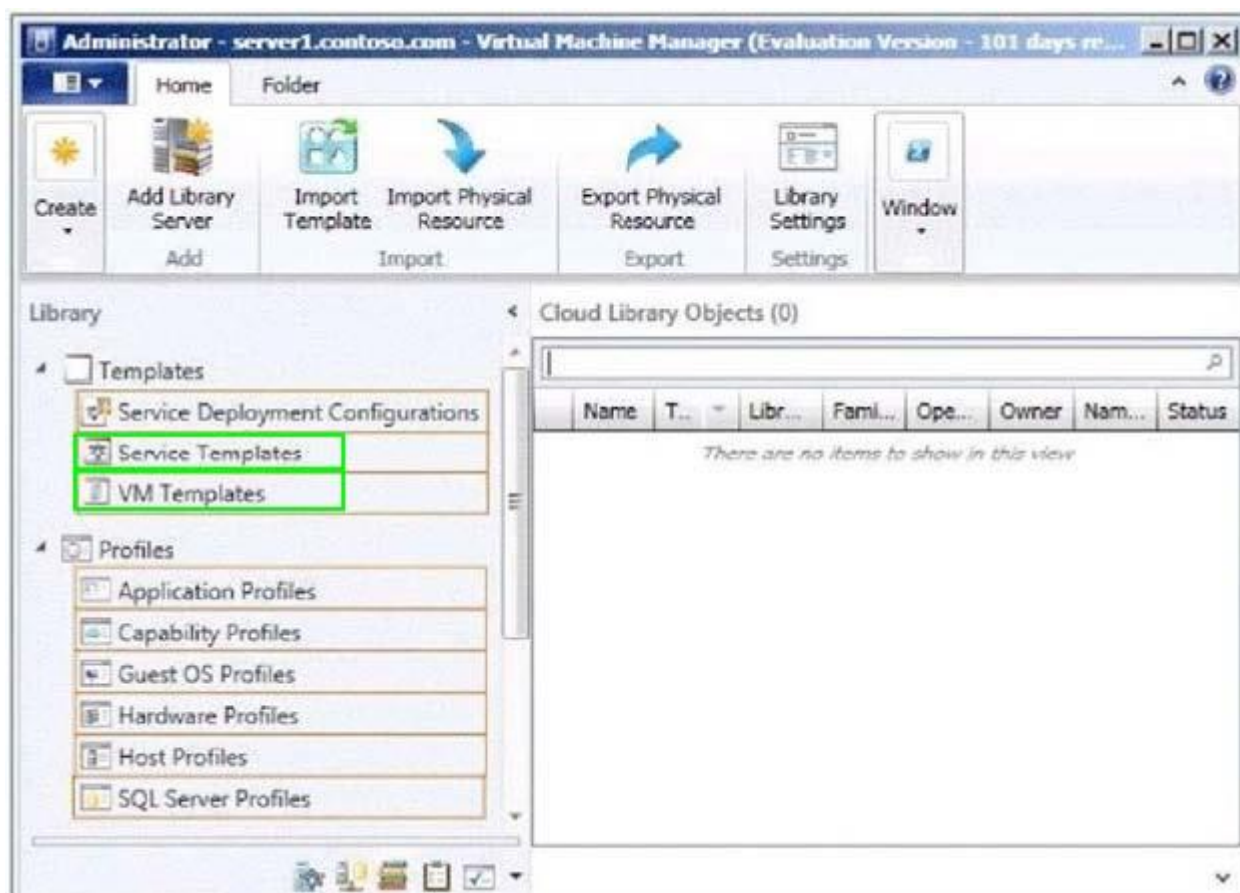 Administrator - server1.contoso.com - Virtual Machine Manager (Evaluation Version - 101 days re...
Home Folder
Create
Add Library Server
Import Template
Import Physical Resource
Export Physical Resource
Library Settings
Window
Add Import Export Settings
Library
Cloud Library Objects (0)
Templates
Service Deployment Configurations
Service Templates
VM Templates
Name T... Libr... Fami... Ope... Owner Nam... Status
There are no items to show in this view
Profiles
Application Profiles
Capability Profiles
Guest OS Profiles
Hardware Profiles
Host Profiles
SQL Server Profiles